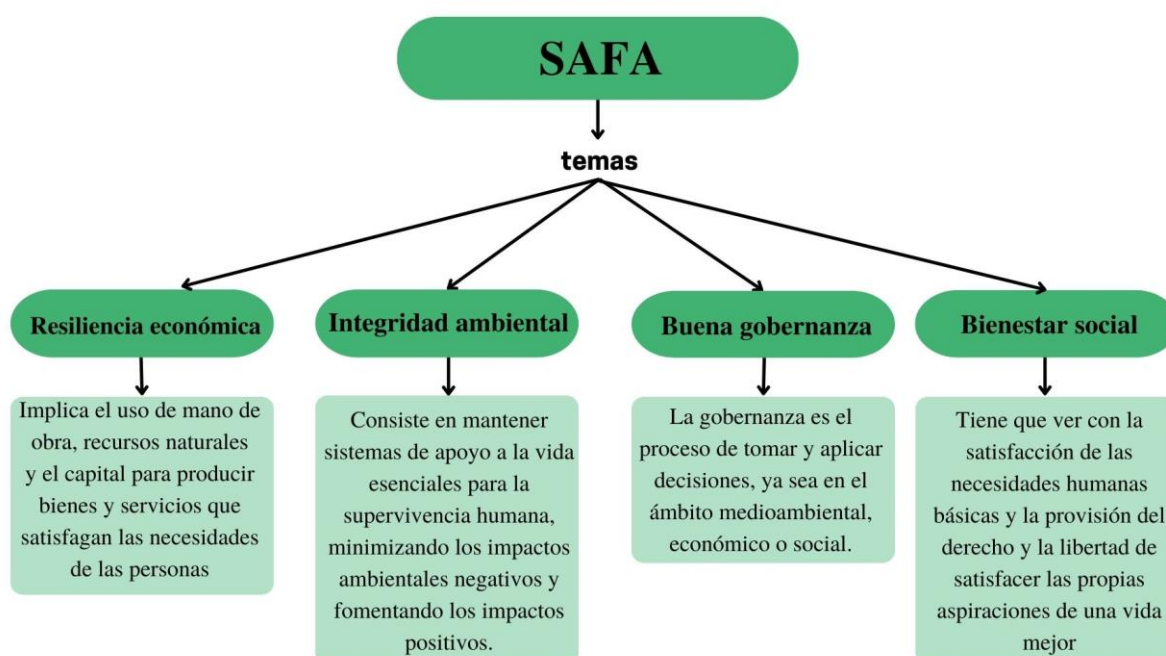 SAFA
temas
Resiliencia económica
Implica el uso de mano de
obra, recursos naturales
y el capital para producir
bienes y servicios que
satisfagan las necesidades
de las personas
Integridad ambiental
Consiste en mantener
sistemas de apoyo a la vida
esenciales para la
supervivencia humana,
minimizando los impactos
ambientales negativos y
fomentando los impactos
positivos.
Buena gobernanza
La gobernanza es el
proceso de tomar y aplicar
decisiones, ya sea en el
ámbito medioambiental,
económico o social.
Bienestar social
Tiene que ver con la
satisfacción de las
necesidades humanas
básicas y la provisión del
derecho y la libertad de
satisfacer las propias
aspiraciones de una vida
mejor